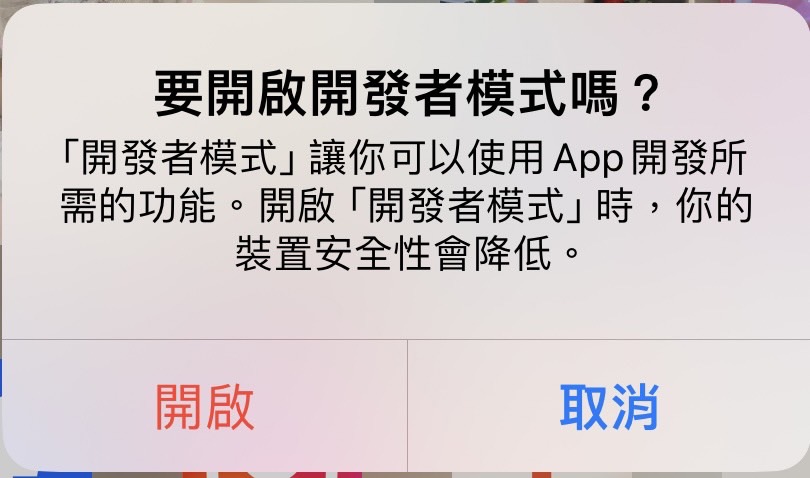 要開啟開發者模式嗎？
「開發者模式」讓你可以使用 App 開發所
需的功能。開啟「開發者模式」時，你的
裝置安全性會降低。
開啟
取消